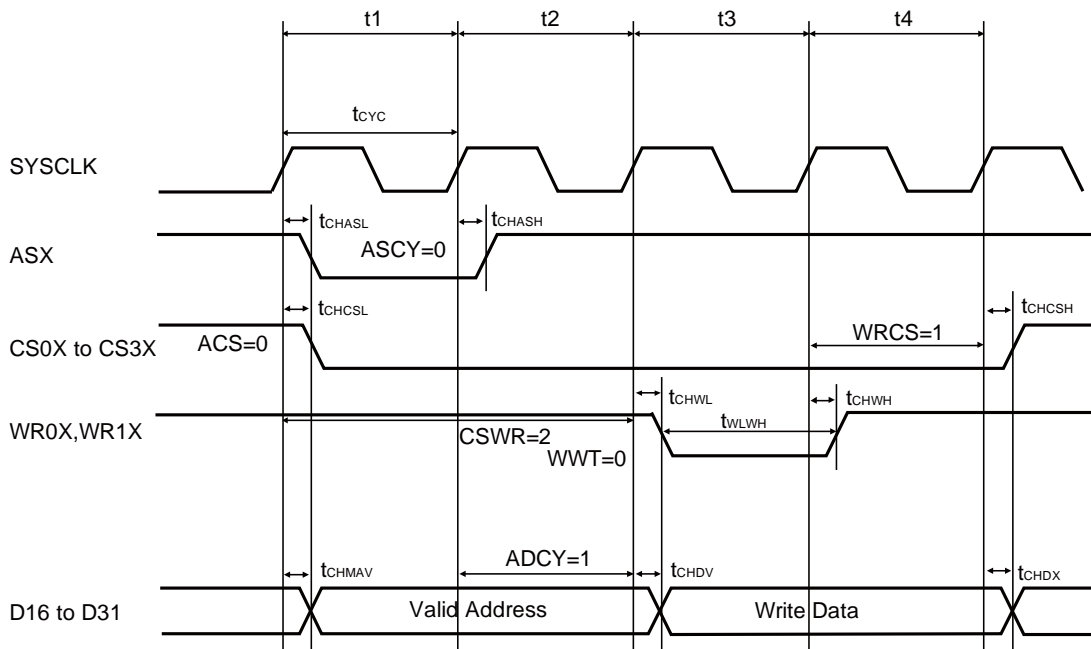 t1 t2 t3 t4
tCYC
SYSCLK
tCHASL tCHASH
ASX
ASCY=0
tCHCSL tCHCSH
CS0X to CS3X
ACS=0 WRCS=1
tCHWL tCHWH
tWLWH
WR0X,WR1X
CSWR=2
WWT=0
tCHMAV ADCY=1 tCHDV tCHDX
D16 to D31 Valid Address Write Data